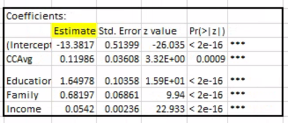 Coefficients:
Estimate Std. Error z value Pr(>|z|)
(Intercept -13.3817 0.51399 -26.035 < 2e-16 ***
CCAvg 0.11986 0.03608 3.32E+00 0.0009 ***
Education 1.64978 0.10358 1.59E+01 < 2e-16 ***
Family 0.68197 0.06861 9.94 < 2e-16 ***
Income 0.0542 0.00236 22.933 < 2e-16 ***